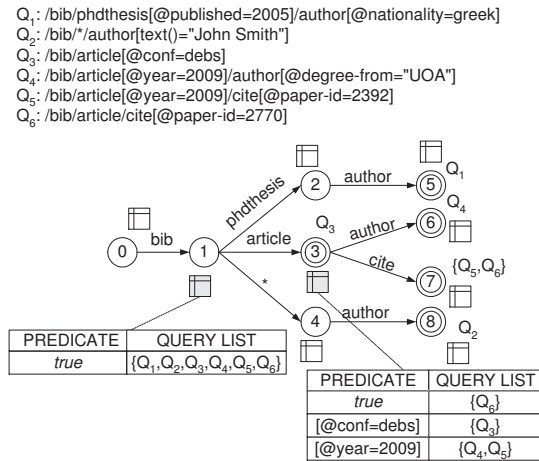 Q1: /bib/phdthesis[@published=2005]/author[@nationality=greek]
Q2: /bib/*/author[text()="John Smith"]
Q3: /bib/article[@conf=debs]
Q4: /bib/article[@year=2009]/author[@degree-from="UOA"]
Q5: /bib/article[@year=2009]/cite[@paper-id=2392]
Q6: /bib/article/cite[@paper-id=2770]
phdthesis
2
author
5
Q1
Q4
0
bib
1
article
Q3
3
author
6
cite
7
{Q5,Q6}
*
4
author
8
Q2
PREDICATE QUERY LIST
true {Q1,Q2,Q3,Q4,Q5,Q6}
PREDICATE QUERY LIST
true {Q6}
[@conf=debs] {Q3}
[@year=2009] {Q4,Q5}